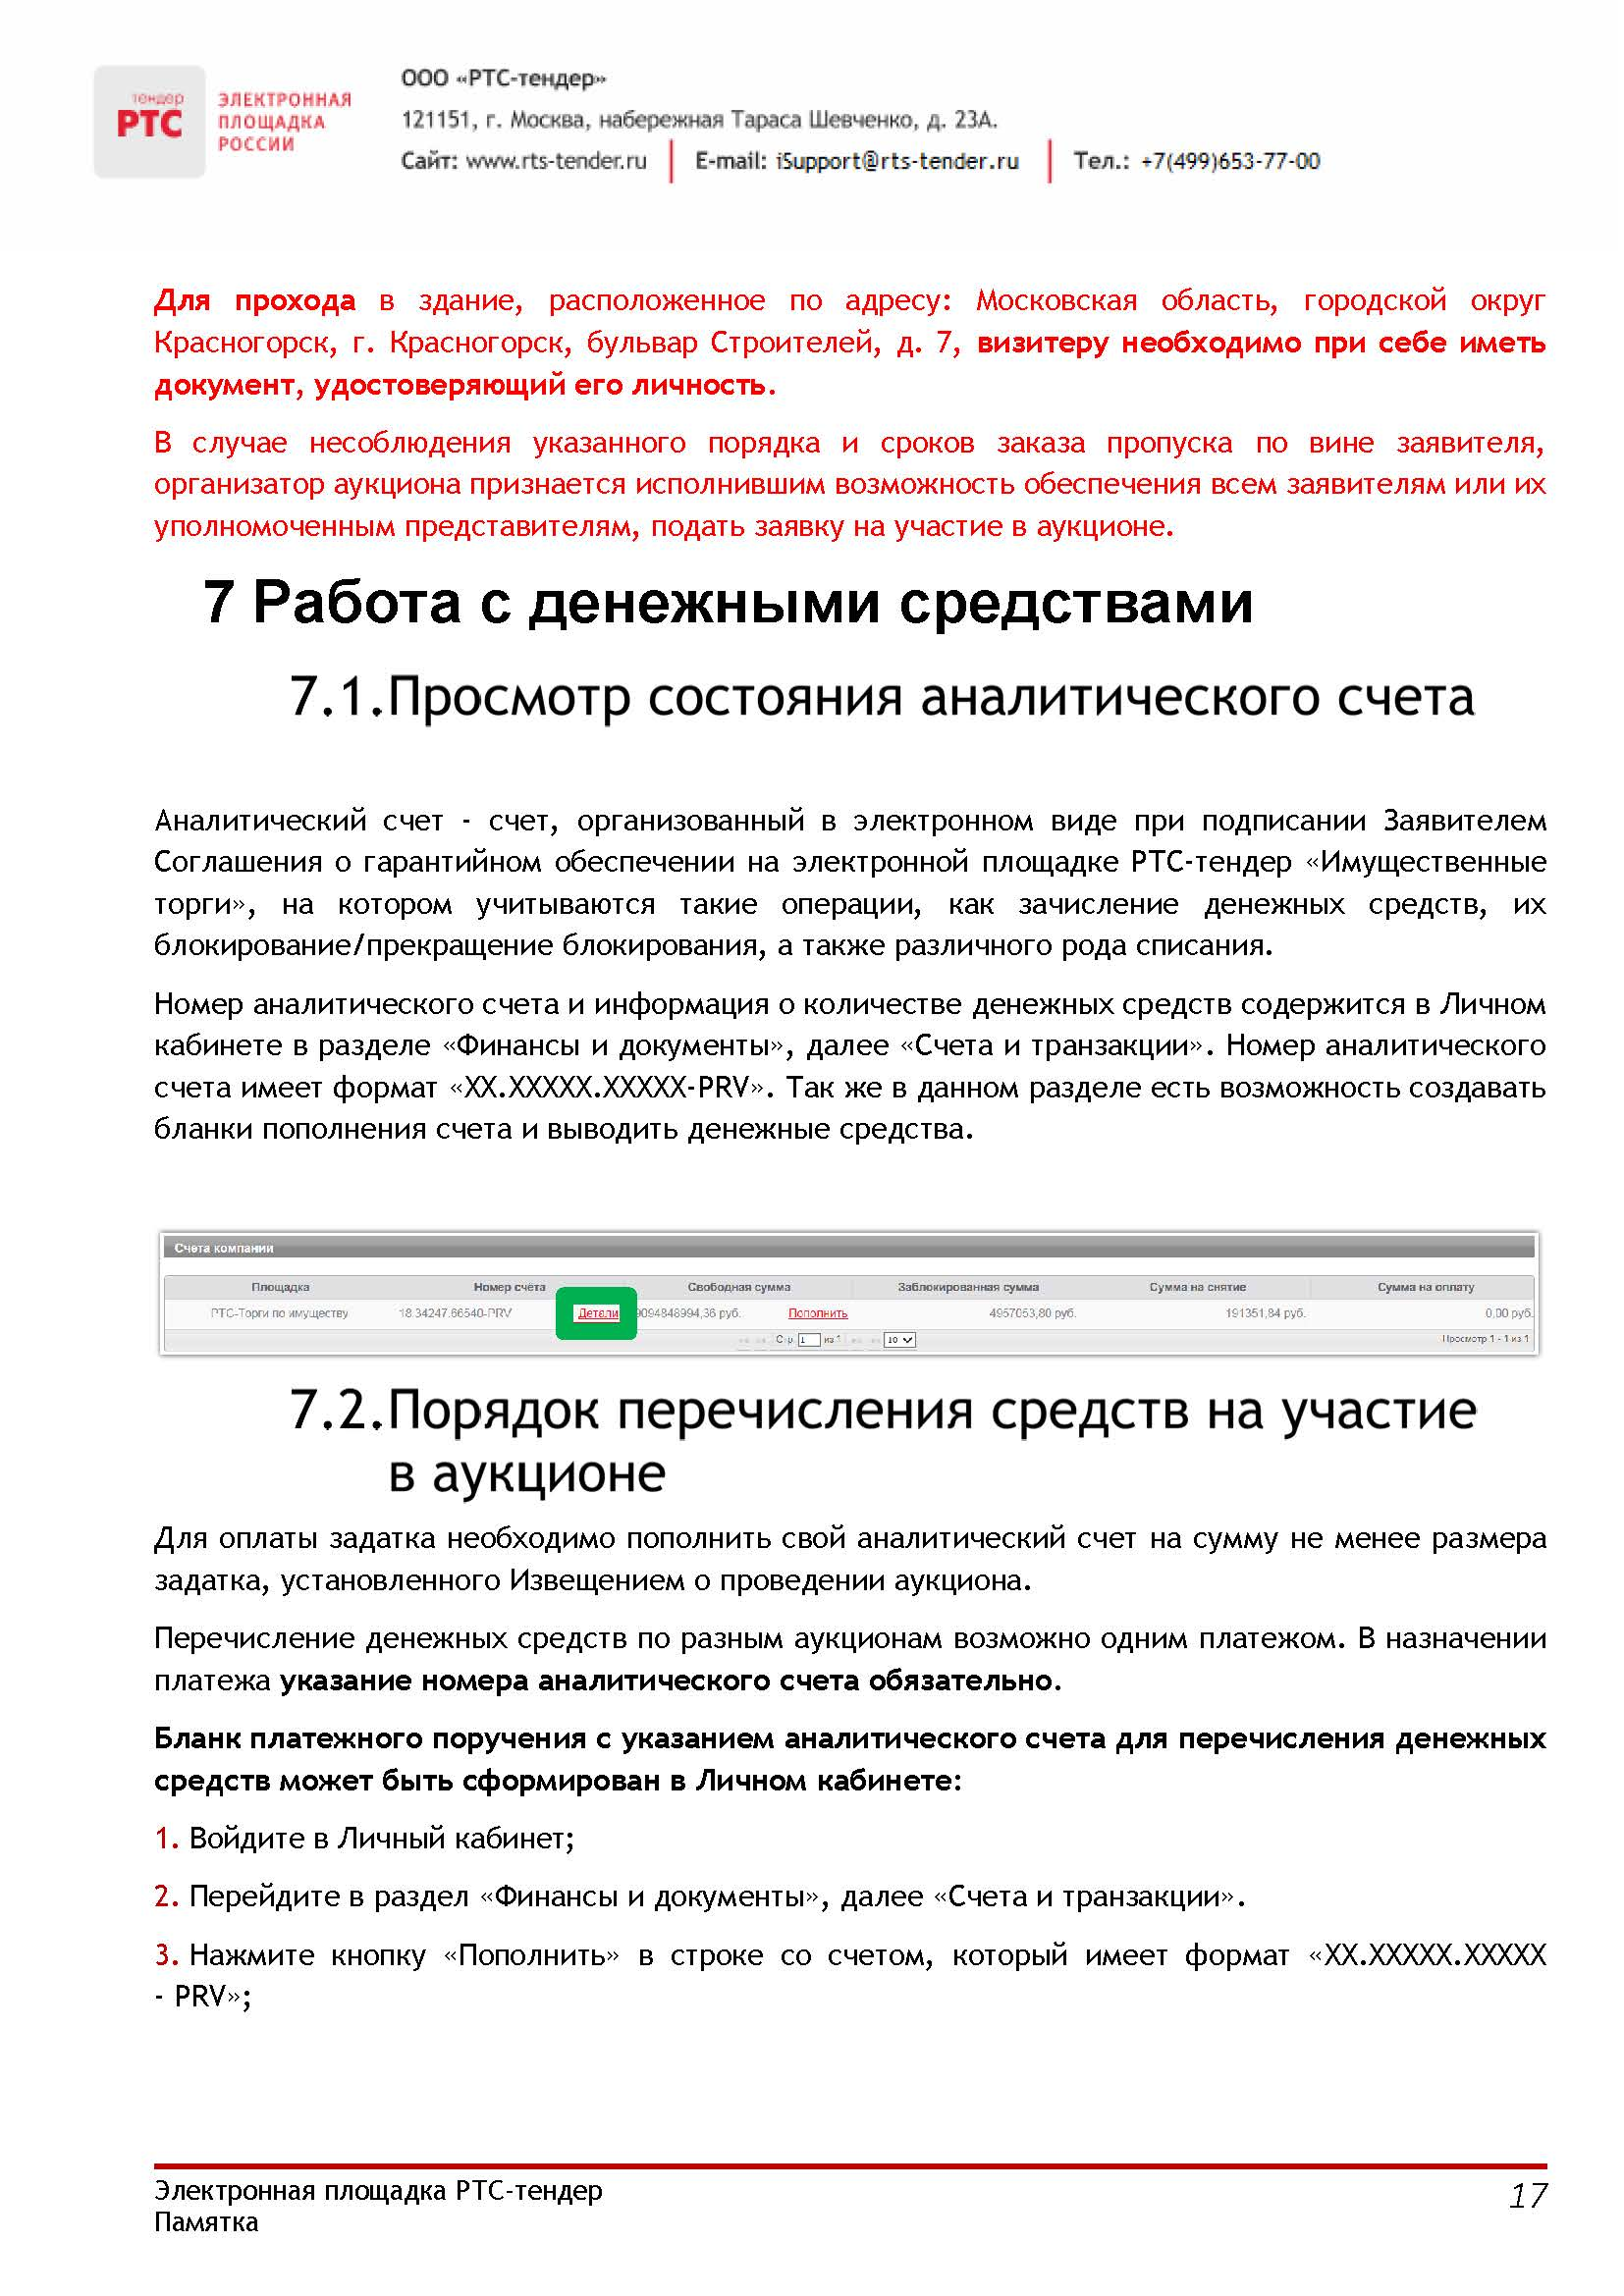 тендер
РТС
ЭЛЕКТРОННАЯ
ПЛОЩАДКА
РОССИИ
ООО «РТС-тендер»
121151, г. Москва, набережная Тараса Шевченко, д. 23А.
Сайт: www.rts-tender.ru E-mail: iSupport@rts-tender.ru Тел.: +7(499)653-77-00
Для прохода в здание, расположенное по адресу: Московская область, городской округ
Красногорск, г. Красногорск, бульвар Строителей, д. 7, визитеру необходимо при себе иметь
документ, удостоверяющий его личность.
В случае несоблюдения указанного порядка и сроков заказа пропуска по вине заявителя,
организатор аукциона признается исполнившим возможность обеспечения всем заявителям или их
уполномоченным представителям, подать заявку на участие в аукционе.
7 Работа с денежными средствами
7.1.Просмотр состояния аналитического счета
Аналитический счет - счет, организованный в электронном виде при подписании Заявителем
Соглашения о гарантийном обеспечении на электронной площадке РТС-тендер «Имущественные
торги», на котором учитываются такие операции, как зачисление денежных средств, их
блокирование/прекращение блокирования, а также различного рода списания.
Номер аналитического счета и информация о количестве денежных средств содержится в Личном
кабинете в разделе «Финансы и документы», далее «Счета и транзакции». Номер аналитического
счета имеет формат «XX.XXXXX.XXXXX-PRV». Так же в данном разделе есть возможность создавать
бланки пополнения счета и выводить денежные средства.
Счета компании
Площадка Номер счёта Свободная сумма Заблокированная сумма Сумма на снятие Сумма на оплату
РТС-Торги по имуществу 18.34247.66540-PRV Детали 9094848994,36 руб. Пополнить 4957053,80 руб. 191351,84 руб. 0,00 руб.
Стр. 1 из 1 10 Просмотр 1 - 1 из 1
7.2.Порядок перечисления средств на участие
в аукционе
Для оплаты задатка необходимо пополнить свой аналитический счет на сумму не менее размера
задатка, установленного Извещением о проведении аукциона.
Перечисление денежных средств по разным аукционам возможно одним платежом. В назначении
платежа указание номера аналитического счета обязательно.
Бланк платежного поручения с указанием аналитического счета для перечисления денежных
средств может быть сформирован в Личном кабинете:
1. Войдите в Личный кабинет;
2. Перейдите в раздел «Финансы и документы», далее «Счета и транзакции».
3. Нажмите кнопку «Пополнить» в строке со счетом, который имеет формат «XX.XXXXX.XXXXX
- PRV»;
Электронная площадка РТС-тендер
Памятка
17